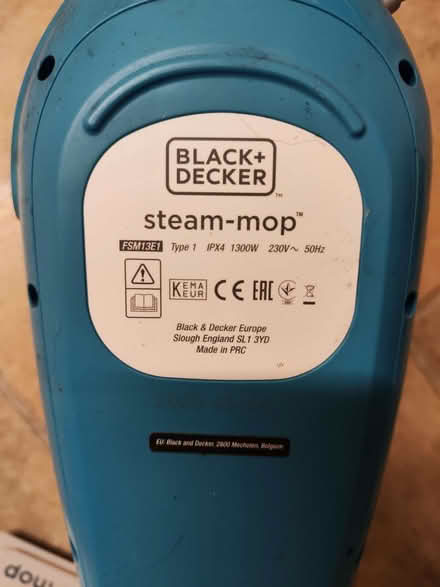 BLACK+
DECKER™
steam-mop™
FSM13E1 Type 1 IPX4 1300W 230V～ 50Hz
KEMA
KEUR CE EAC
Black & Decker Europe
Slough England SL1 3YD
Made in PRC
EU: Black and Decker, 2800 Mechelen, Belgium